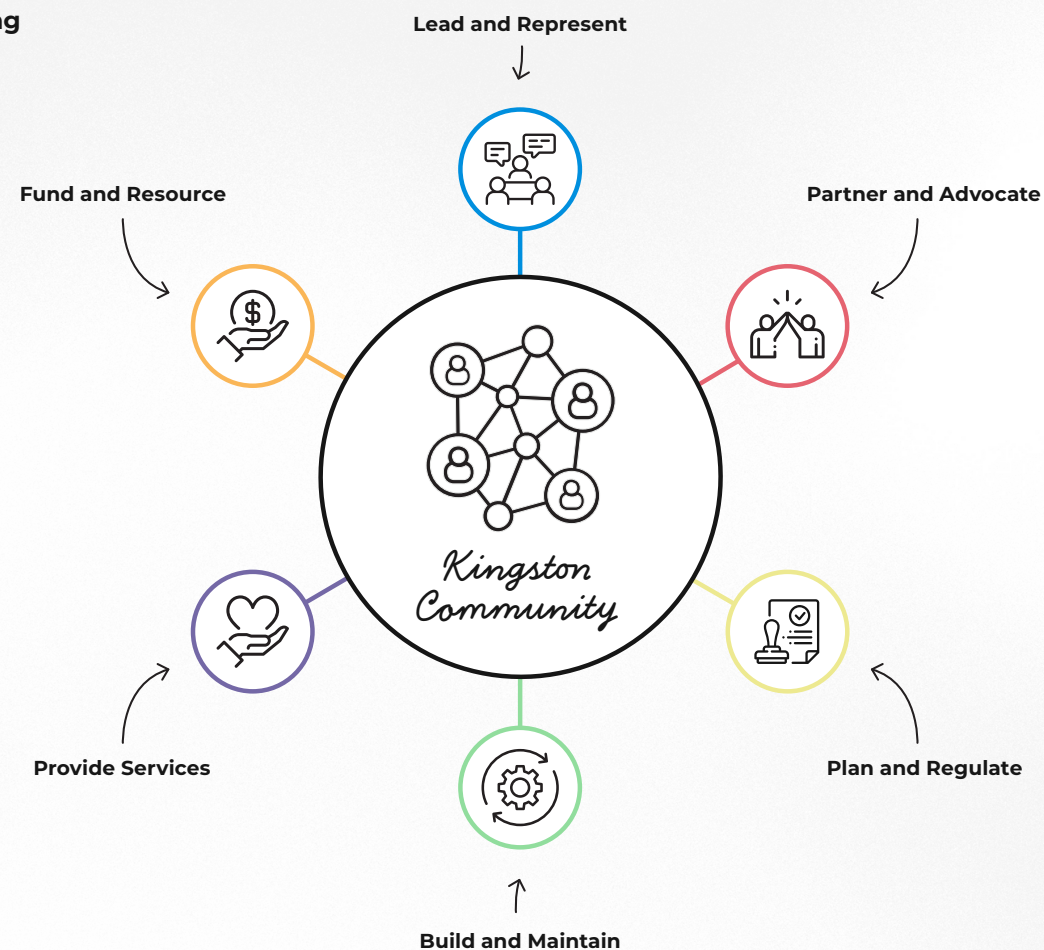 Lead and Represent
Fund and Resource
Partner and Advocate
$
Kingston
Community
Provide Services
Plan and Regulate
Build and Maintain